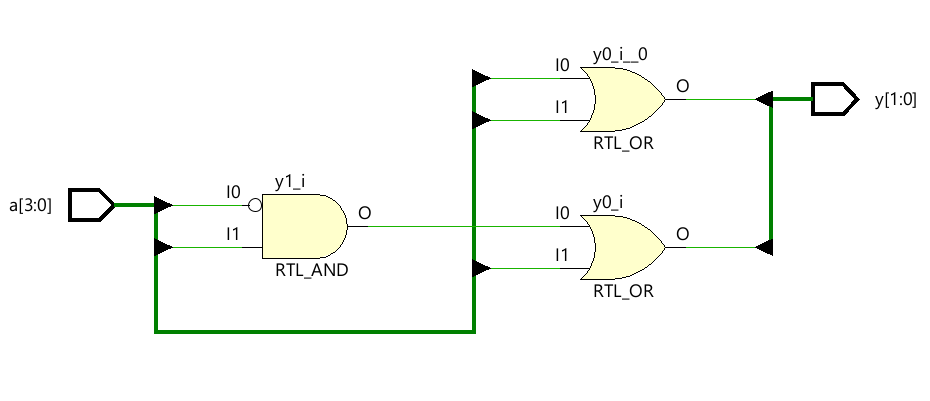 y0_i__0
I0
O
I1
RTL_OR
y[1:0]
a[3:0]
y1_i
I0
O
I1
RTL_AND
y0_i
I0
O
I1
RTL_OR